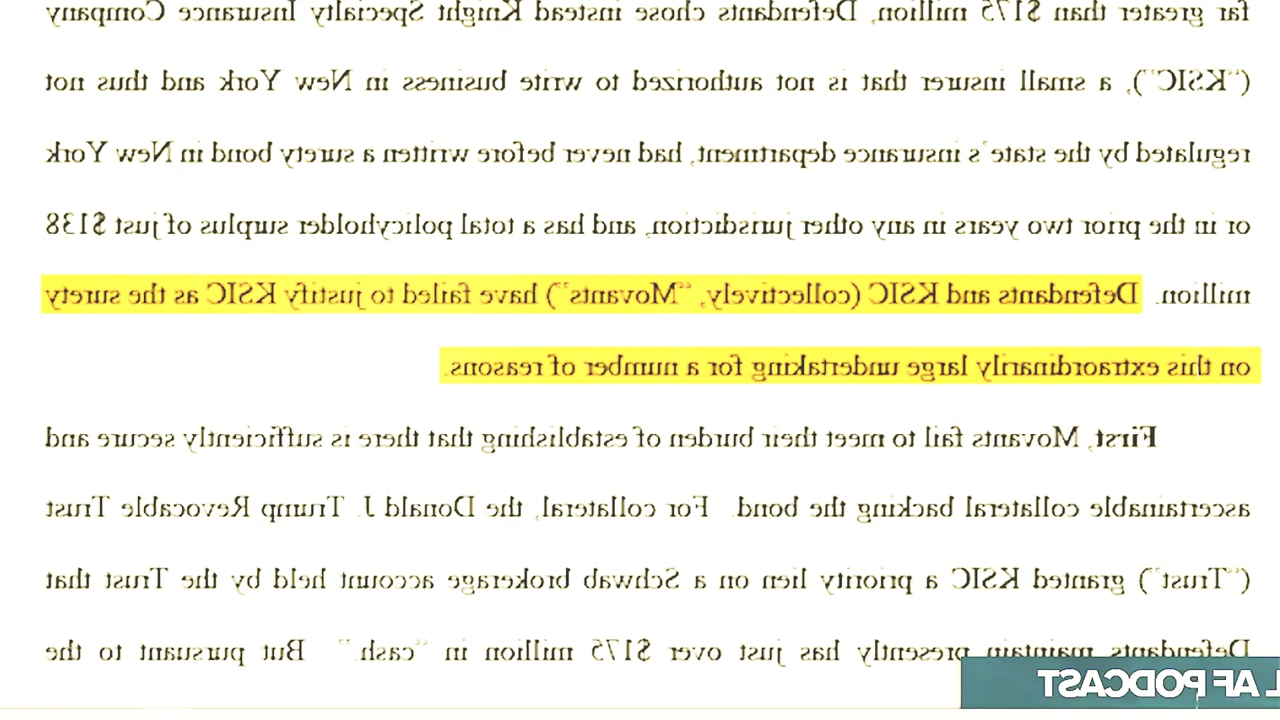 far greater than $175 million, Defendants chose instead Knight Specialty Insurance Company
(“KSIC”), a small insurer that is not authorized to write business in New York and thus not
regulated by the state’s insurance department, had never before written a surety bond in New York
or in the prior two years in any other jurisdiction, and has a total policyholder surplus of just $138
million. Defendants and KSIC (collectively, “Movants”) have failed to justify KSIC as the surety
on this extraordinarily large undertaking for a number of reasons.
First, Movants fail to meet their burden of establishing that there is sufficiently secure and
ascertainable collateral backing the bond. For collateral, the Donald J. Trump Revocable Trust
(“Trust”) granted KSIC a priority lien on a Schwab brokerage account held by the Trust that
Defendants maintain presently has just over $175 million in “cash.” But pursuant to the
L AF PODCAST